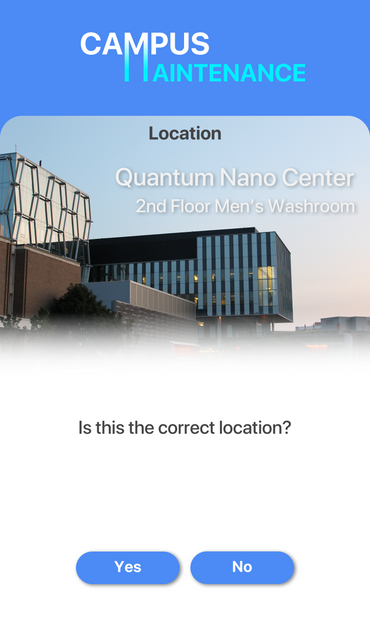 CAMPUS
MAINTENANCE
Location
Quantum Nano Center
2nd Floor Men's Washroom
Is this the correct location?
Yes
No